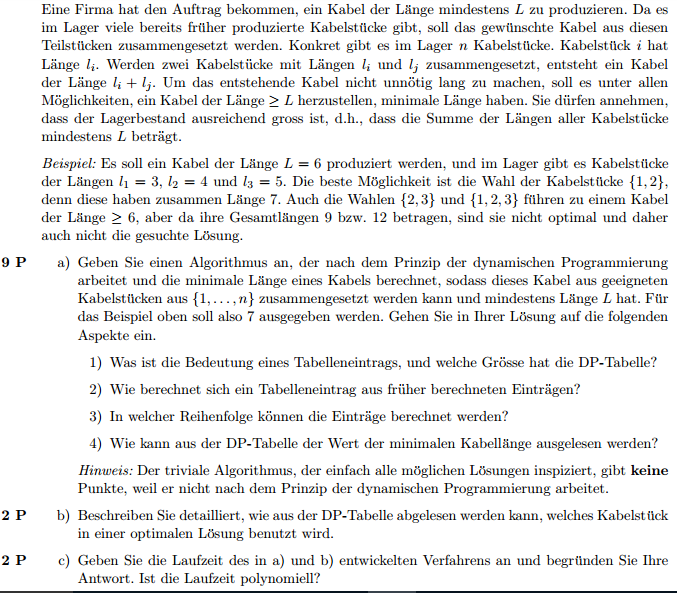 Eine Firma hat den Auftrag bekommen, ein Kabel der Länge mindestens L zu produzieren. Da es
im Lager viele bereits früher produzierte Kabelstücke gibt, soll das gewünschte Kabel aus diesen
Teilstücken zusammengesetzt werden. Konkret gibt es im Lager n Kabelstücke. Kabelstück i hat
Länge lᵢ. Werden zwei Kabelstücke mit Längen lᵢ und lⱼ zusammengesetzt, entsteht ein Kabel
der Länge lᵢ + lⱼ. Um das entstehende Kabel nicht unnötig lang zu machen, soll es unter allen
Möglichkeiten, ein Kabel der Länge ≥ L herzustellen, minimale Länge haben. Sie dürfen annehmen,
dass der Lagerbestand ausreichend gross ist, d.h., dass die Summe der Längen aller Kabelstücke
mindestens L beträgt.
Beispiel: Es soll ein Kabel der Länge L = 6 produziert werden, und im Lager gibt es Kabelstücke
der Längen l₁ = 3, l₂ = 4 und l₃ = 5. Die beste Möglichkeit ist die Wahl der Kabelstücke {1, 2},
denn diese haben zusammen Länge 7. Auch die Wahlen {2, 3} und {1, 2, 3} führen zu einem Kabel
der Länge ≥ 6, aber da ihre Gesamtlängen 9 bzw. 12 betragen, sind sie nicht optimal und daher
auch nicht die gesuchte Lösung.
9 P a) Geben Sie einen Algorithmus an, der nach dem Prinzip der dynamischen Programmierung
arbeitet und die minimale Länge eines Kabels berechnet, sodass dieses Kabel aus geeigneten
Kabelstücken aus {1, . . . , n} zusammengesetzt werden kann und mindestens Länge L hat. Für
das Beispiel oben soll also 7 ausgegeben werden. Gehen Sie in Ihrer Lösung auf die folgenden
Aspekte ein.
1) Was ist die Bedeutung eines Tabelleneintrags, und welche Grösse hat die DP-Tabelle?
2) Wie berechnet sich ein Tabelleneintrag aus früher berechneten Einträgen?
3) In welcher Reihenfolge können die Einträge berechnet werden?
4) Wie kann aus der DP-Tabelle der Wert der minimalen Kabellänge ausgelesen werden?
Hinweis: Der triviale Algorithmus, der einfach alle möglichen Lösungen inspiziert, gibt keine
Punkte, weil er nicht nach dem Prinzip der dynamischen Programmierung arbeitet.
2 P b) Beschreiben Sie detailliert, wie aus der DP-Tabelle abgelesen werden kann, welches Kabelstück
in einer optimalen Lösung benutzt wird.
2 P c) Geben Sie die Laufzeit des in a) und b) entwickelten Verfahrens an und begründen Sie Ihre
Antwort. Ist die Laufzeit polynomiell?